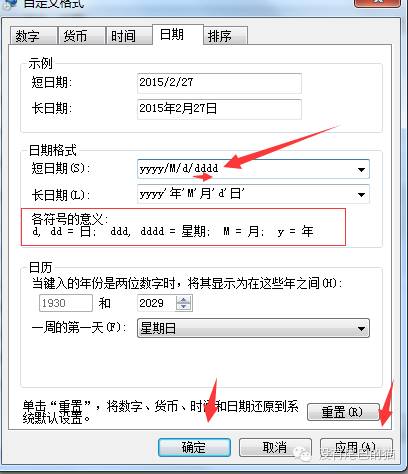 自定义格式
数字 货币 时间 日期 排序
示例
短日期: 2015/2/27
长日期: 2015年2月27日
日期格式
短日期(S): yyyy/M/d/dddd
长日期(L): yyyy'年'M'月'd'日'
各符号的意义:
d, dd = 日; ddd, dddd = 星期; M = 月; y = 年
日历
当键入的年份是两位数字时，将其显示为在这些年之间(H):
1930 和 2029
一周的第一天(F): 星期日
单击“重置”，将数字、货币、时间和日期还原到系
统默认设置。
重置(R)
确定 取消 应用(A)